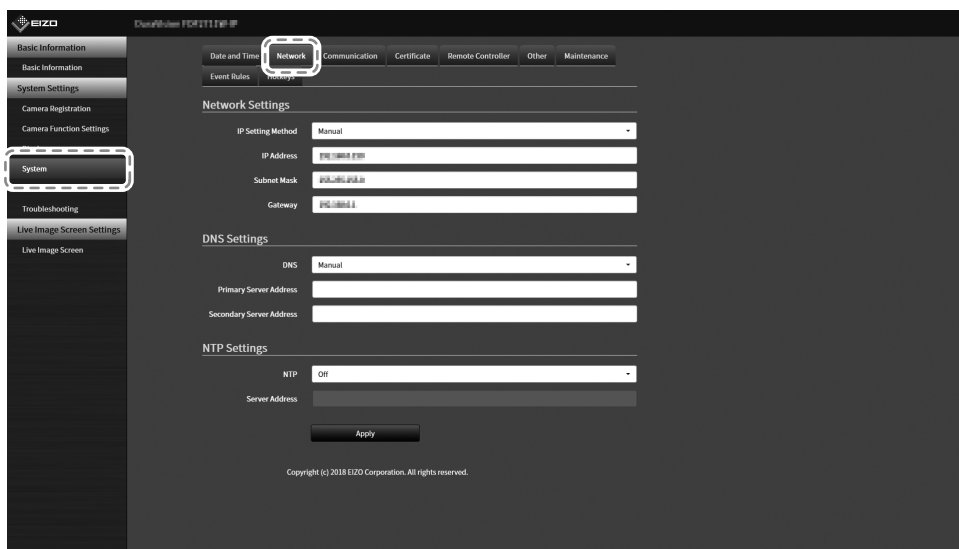 EIZO
Basic Information
Basic Information
System Settings
Camera Registration
Camera Function Settings
System
Troubleshooting
Live Image Screen Settings
Live Image Screen
Date and Time Network Communication Certificate Remote Controller Other Maintenance
Event Rules Hotkeys
Network Settings
IP Setting Method Manual
IP Address
Subnet Mask
Gateway
DNS Settings
DNS Manual
Primary Server Address
Secondary Server Address
NTP Settings
NTP Off
Server Address
Apply
Copyright (c) 2018 EIZO Corporation. All rights reserved.